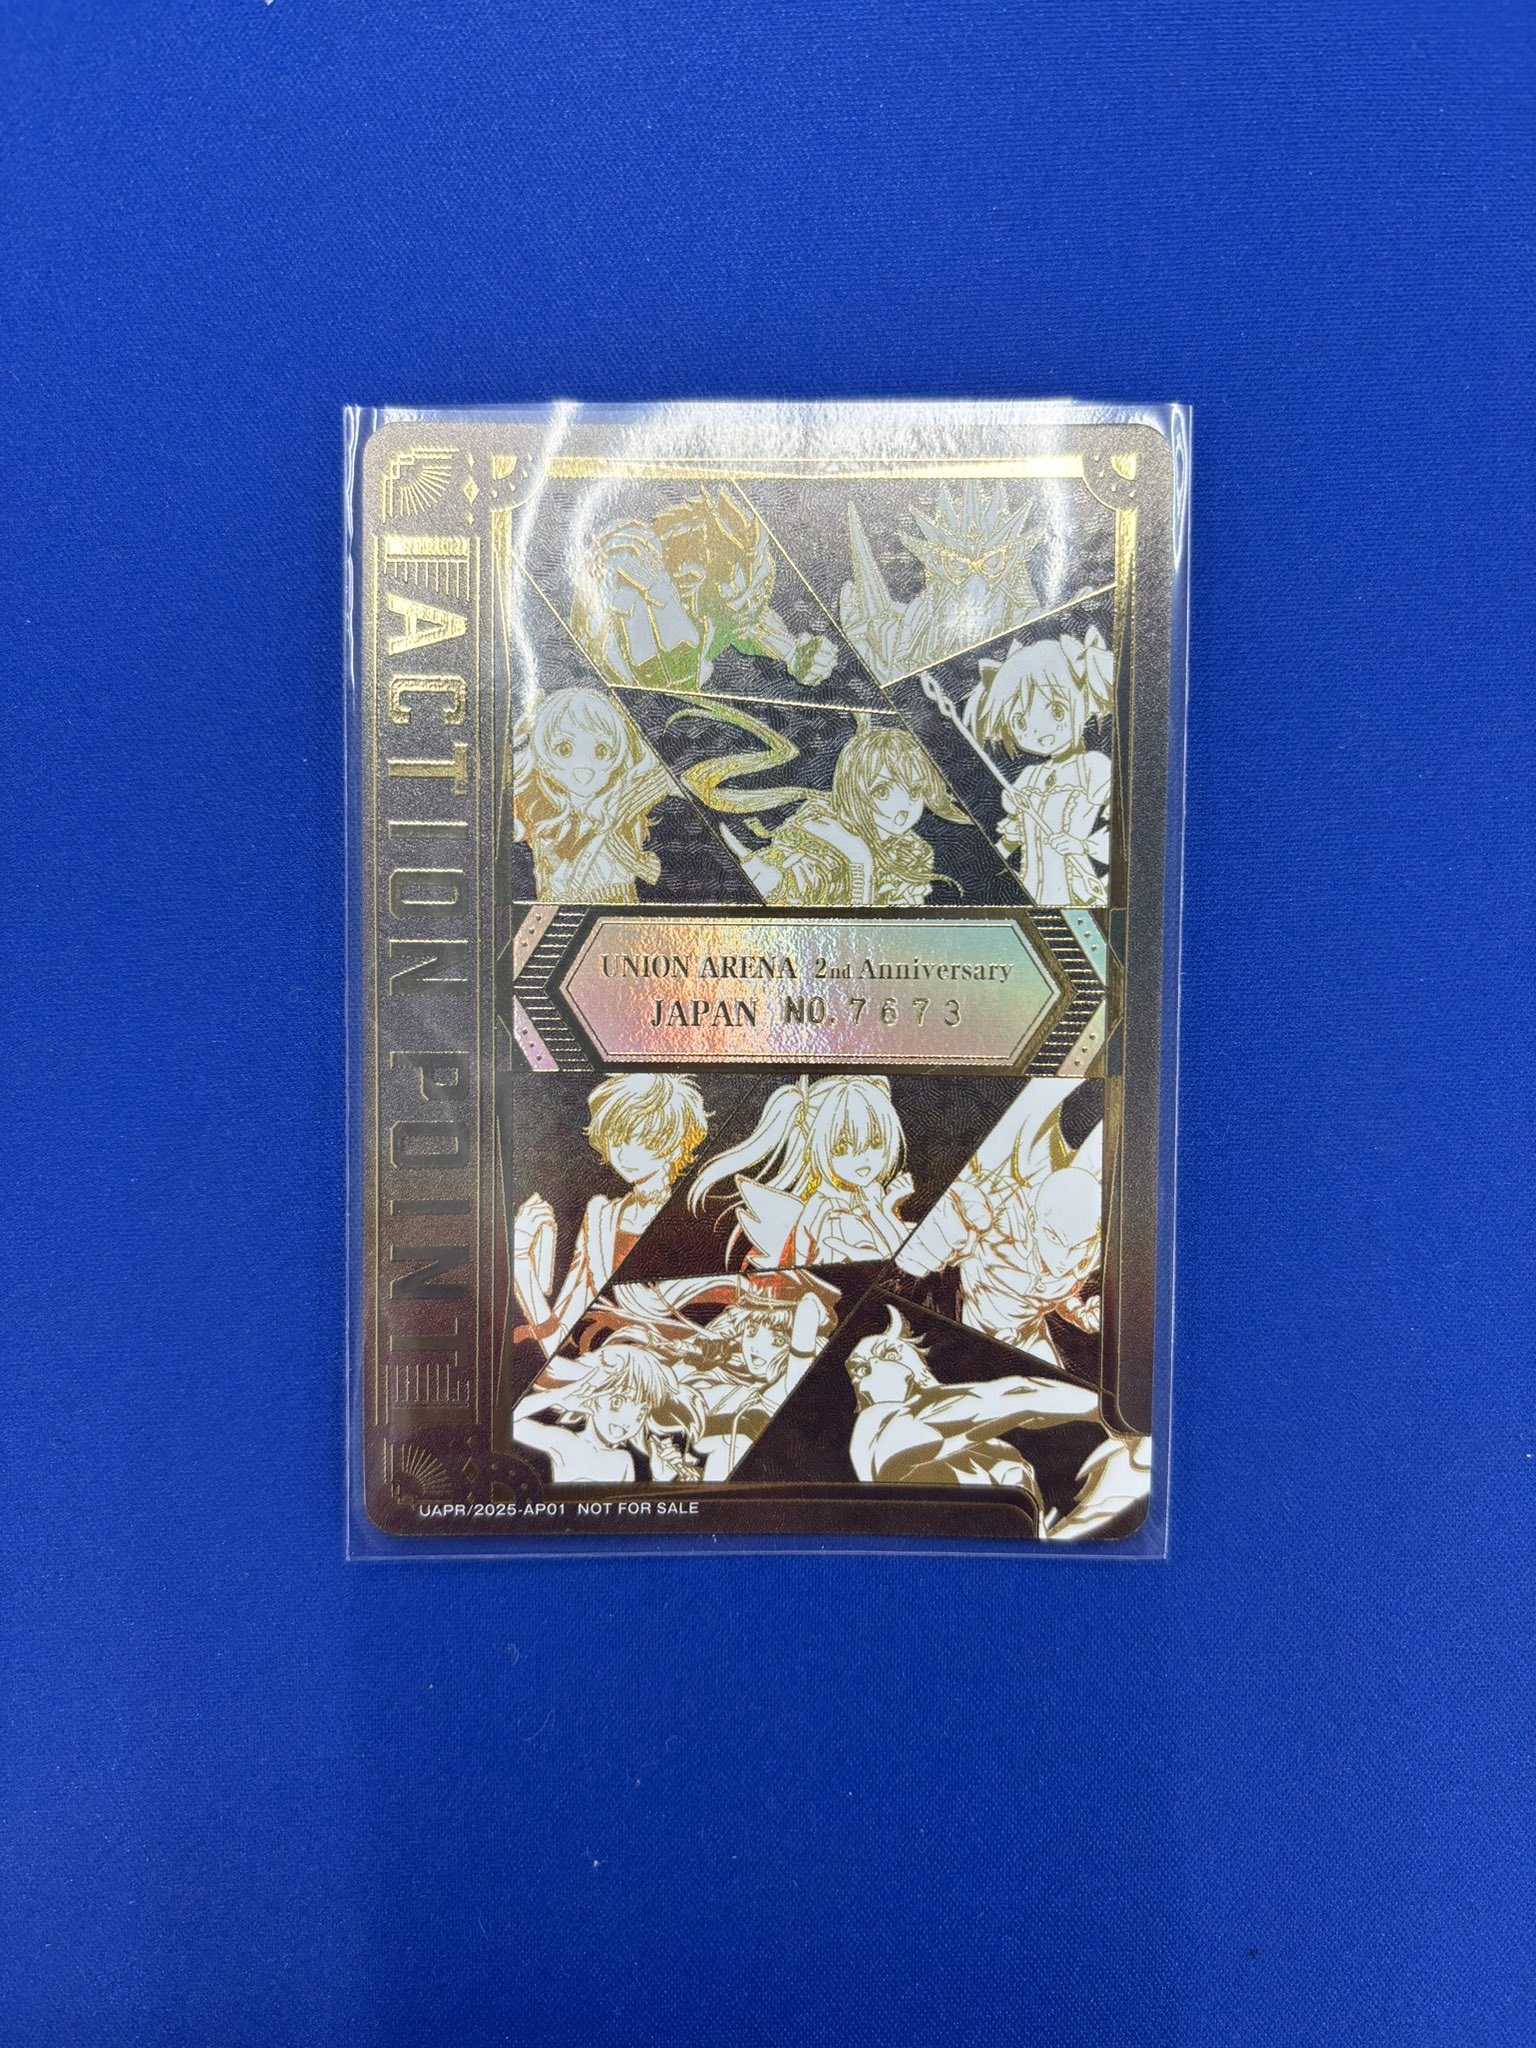 ACTION POINT
UNION ARENA 2nd Anniversary
JAPAN NO. 7673
UAPR/2025-AP01 NOT FOR SALE